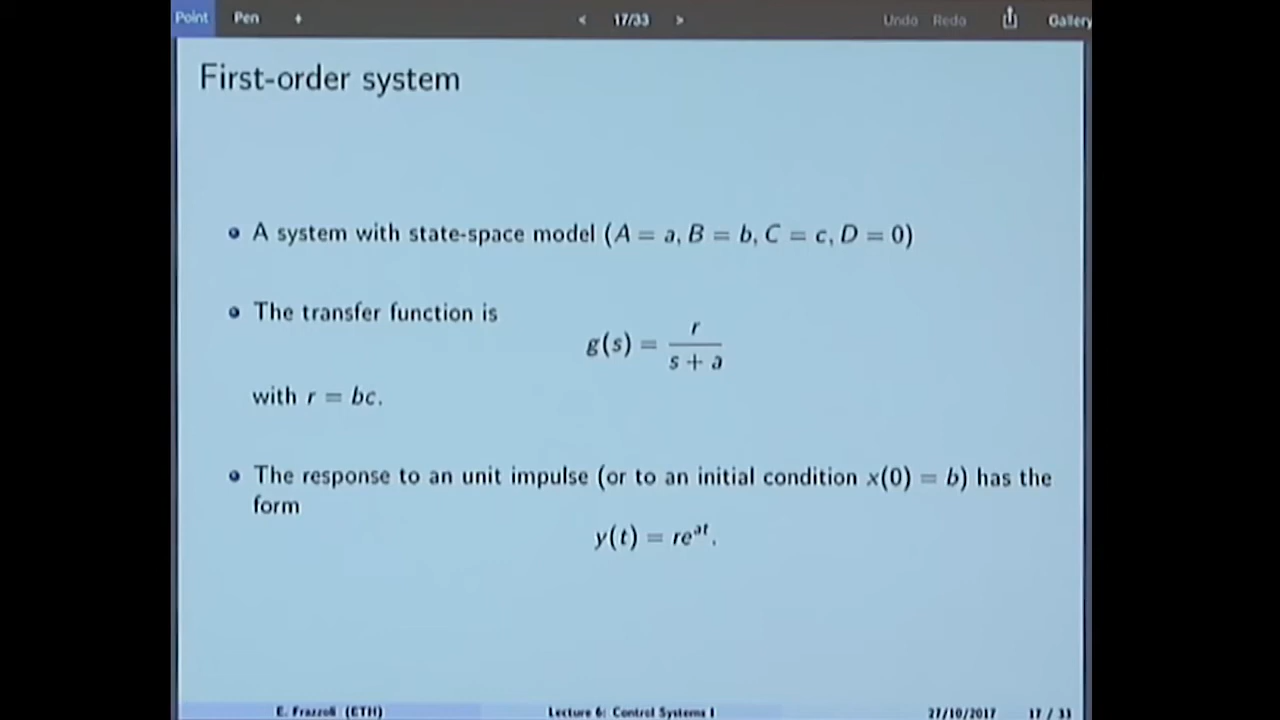 Point Pen + < 17/33 > Undo Redo Gallery
First-order system
A system with state-space model (A = a, B = b, C = c, D = 0)
The transfer function is
g(s) = r / (s + a)
with r = bc.
The response to an unit impulse (or to an initial condition x(0) = b) has the
form
y(t) = re^{at}.
E. Frazzoli (ETH) Lecture 6: Control Systems I 27/10/2017 17 / 33